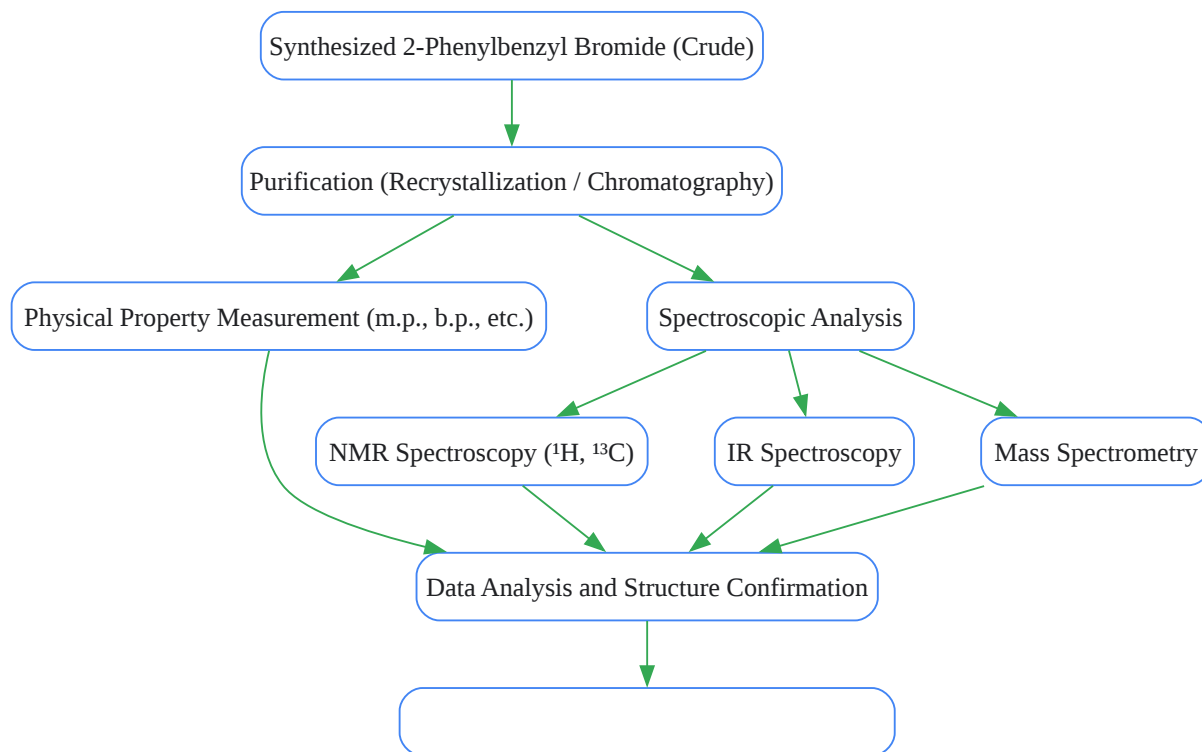 Synthesized 2-Phenylbenzyl Bromide (Crude)
Purification (Recrystallization / Chromatography)
Physical Property Measurement (m.p., b.p., etc.)
Spectroscopic Analysis
NMR Spectroscopy (¹H, ¹³C)
IR Spectroscopy
Mass Spectrometry
Data Analysis and Structure Confirmation